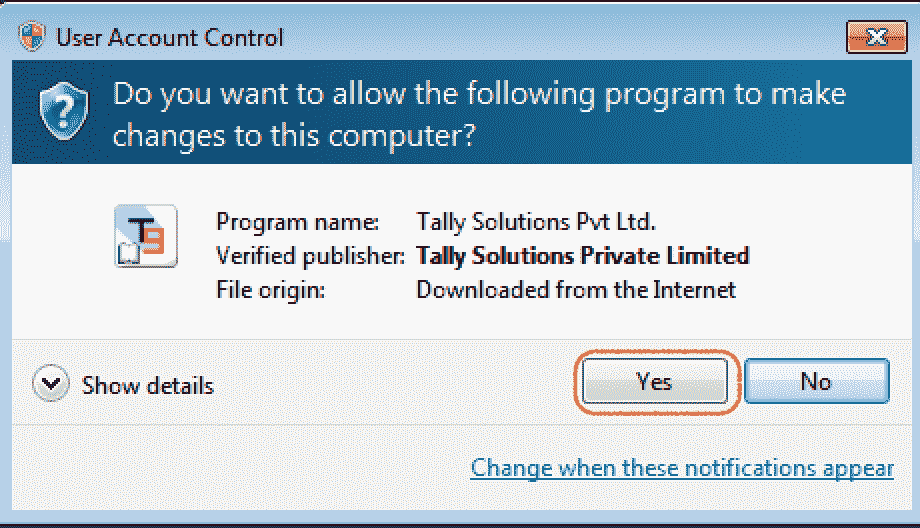 User Account Control
Do you want to allow the following program to make
changes to this computer?
Program name: Tally Solutions Pvt Ltd.
Verified publisher: Tally Solutions Private Limited
File origin: Downloaded from the Internet
Show details
Yes
No
Change when these notifications appear